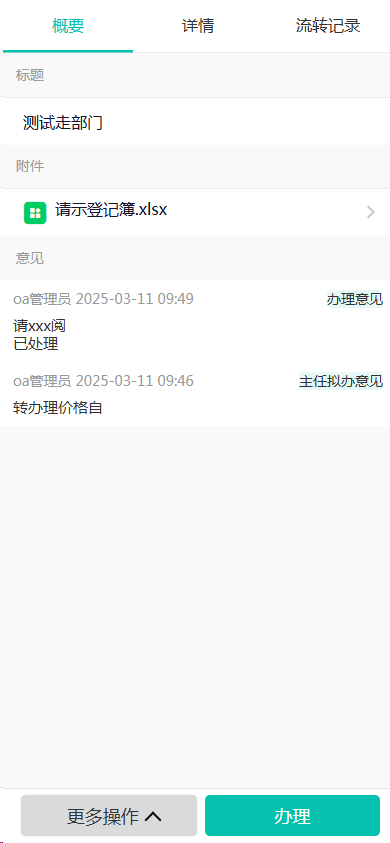 概要 详情 流转记录
标题
测试走部门
附件
请示登记簿.xlsx
意见
oa管理员 2025-03-11 09:49 办理意见
请xxx阅
已处理
oa管理员 2025-03-11 09:46 主任拟办意见
转办理价格自
更多操作 办理